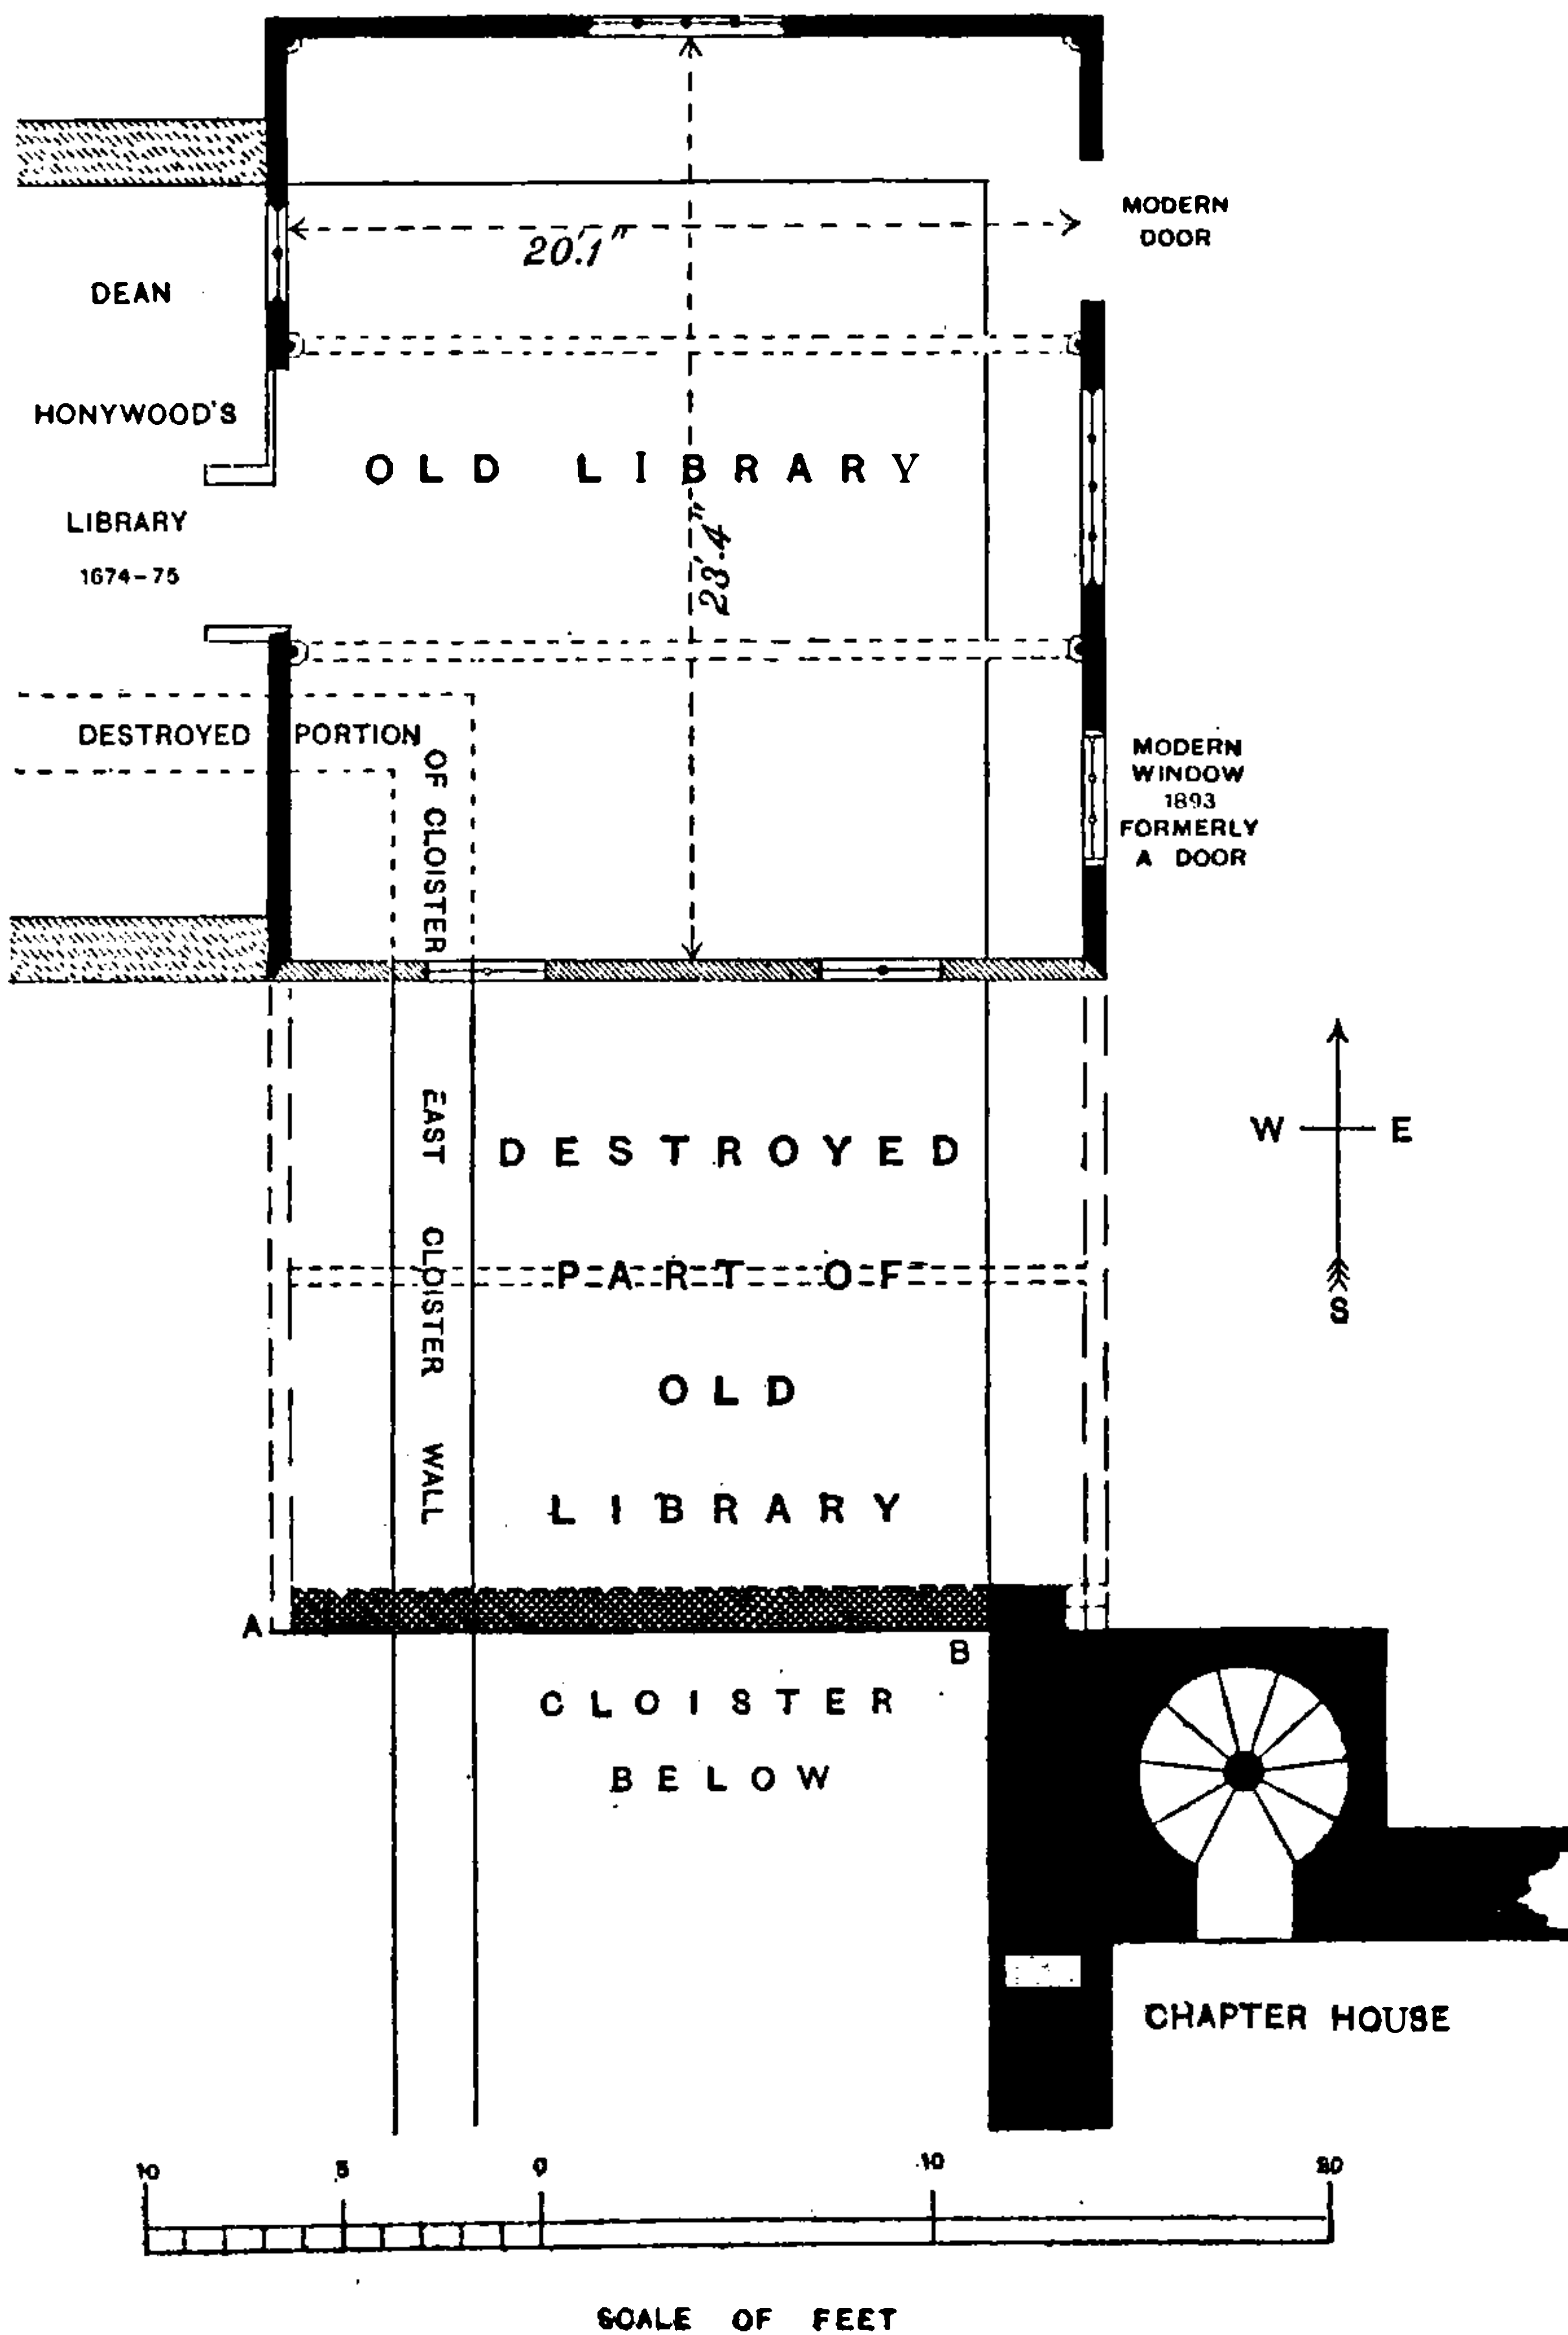 MODERN
DOOR
20'.1"
DEAN
HONYWOOD'S
OLD LIBRARY
LIBRARY
1674-75
23'.4"
DESTROYED PORTION
OF CLOISTER
MODERN
WINDOW
1893
FORMERLY
A DOOR
EAST CLOISTER WALL
DESTROYED
PART OF
OLD
LIBRARY
W E
S
A
B
CLOISTER
BELOW
CHAPTER HOUSE
10 5 0 10 20
SCALE OF FEET